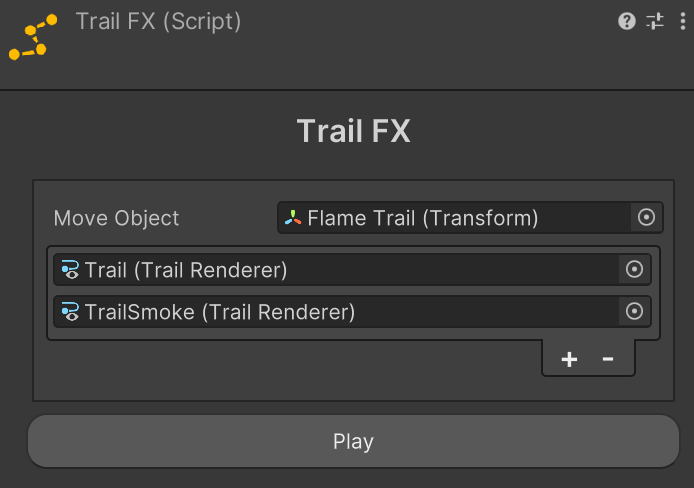 Trail FX (Script)
Trail FX
Move Object
Flame Trail (Transform)
Trail (Trail Renderer)
TrailSmoke (Trail Renderer)
+ -
Play